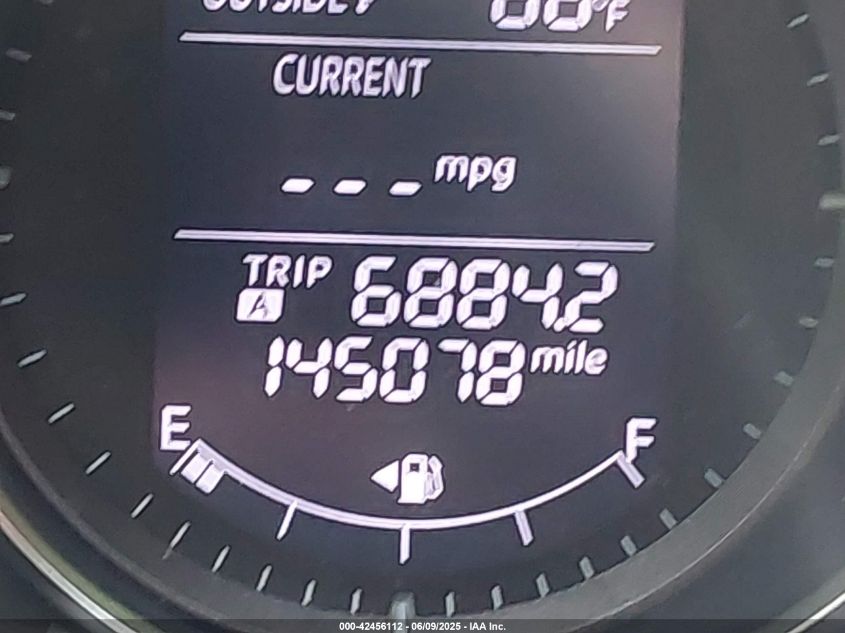 CURRENT
--- mpg
TRIP A 6884.2
145078 mile
E F
000-42456112 - 06/09/2025 - IAA Inc.